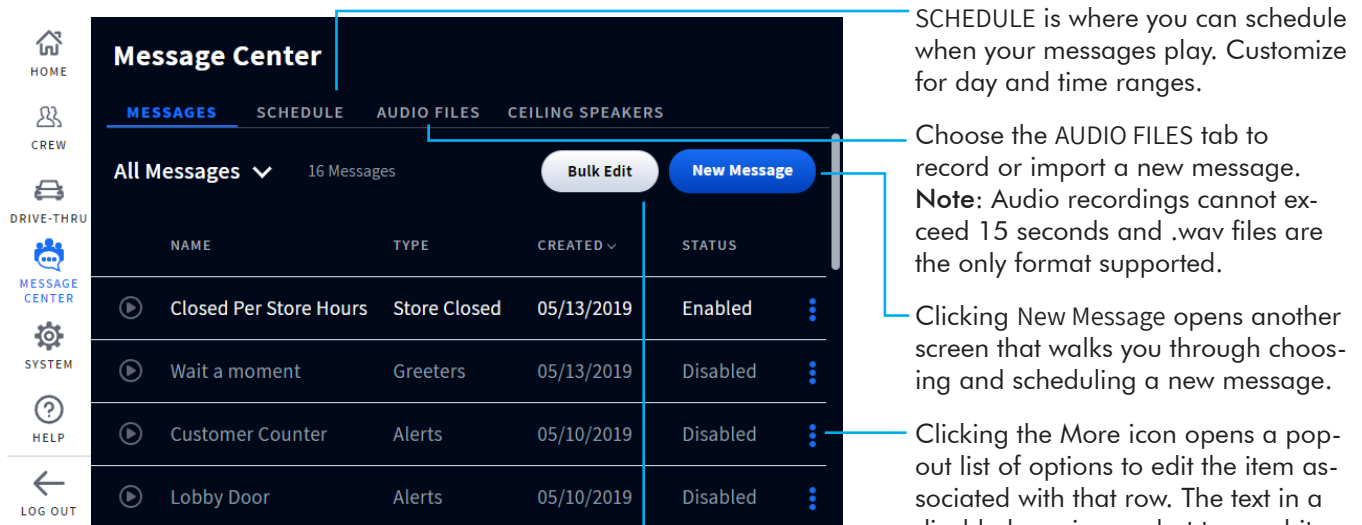 HOME
CREW
DRIVE-THRU
MESSAGE
CENTER
SYSTEM
HELP
LOG OUT
Message Center
MESSAGES SCHEDULE AUDIO FILES CEILING SPEAKERS
All Messages 16 Messages Bulk Edit New Message
NAME TYPE CREATED STATUS
Closed Per Store Hours Store Closed 05/13/2019 Enabled
Wait a moment Greeters 05/13/2019 Disabled
Customer Counter Alerts 05/10/2019 Disabled
Lobby Door Alerts 05/10/2019 Disabled
SCHEDULE is where you can schedule
when your messages play. Customize
for day and time ranges.
Choose the AUDIO FILES tab to
record or import a new message.
Note: Audio recordings cannot ex-
ceed 15 seconds and .wav files are
the only format supported.
Clicking New Message opens another
screen that walks you through choos-
ing and scheduling a new message.
Clicking the More icon opens a pop-
out list of options to edit the item as-
sociated with that row. The text in a